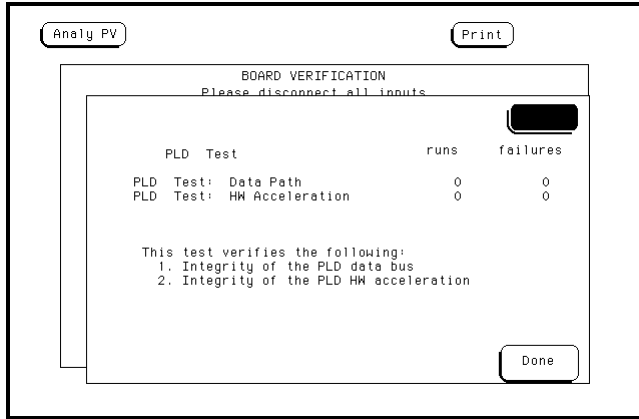 Analy PV
Print
BOARD VERIFICATION
Please disconnect all inputs
PLD Test runs failures
PLD Test: Data Path 0 0
PLD Test: HW Acceleration 0 0
This test verifies the following:
1. Integrity of the PLD data bus
2. Integrity of the PLD HW acceleration
Done